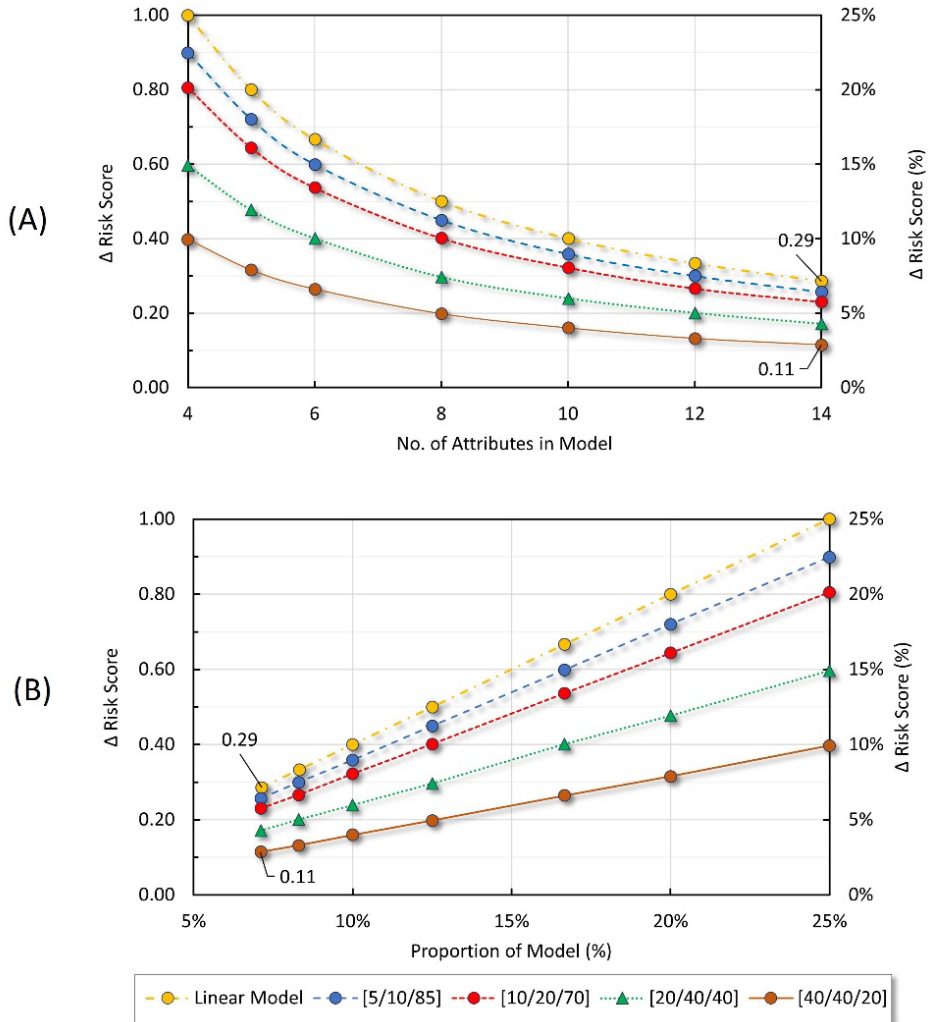 (A)
Δ Risk Score
1.00
0.80
0.60
0.40
0.20
0.00
25%
20%
15%
10%
5%
0%
Δ Risk Score (%)
0.29
0.11
4 6 8 10 12 14
No. of Attributes in Model
(B)
Δ Risk Score
1.00
0.80
0.60
0.40
0.20
0.00
25%
20%
15%
10%
5%
0%
Δ Risk Score (%)
0.29
0.11
5% 10% 15% 20% 25%
Proportion of Model (%)
Linear Model [5/10/85] [10/20/70] [20/40/40] [40/40/20]